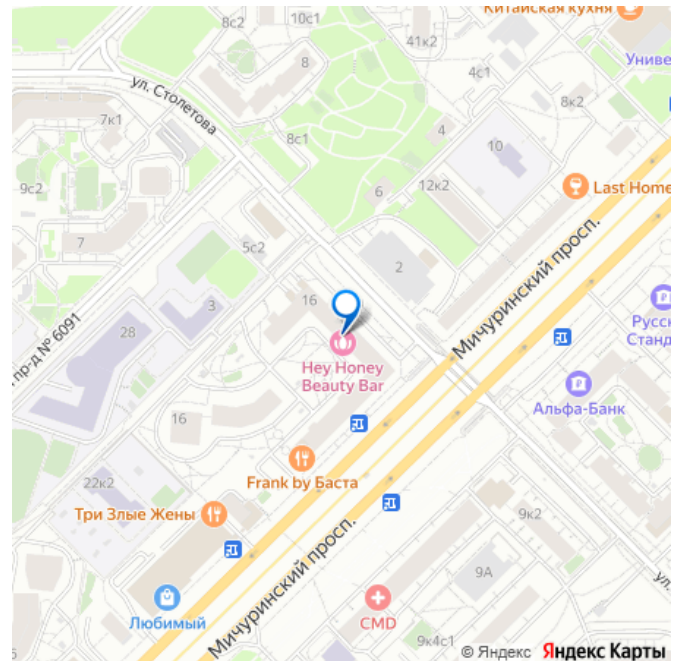 Китайская кухня
8с2
10с1
41к2
Униве
8
4с1
ул. Столетова
8к2
7к1
8с1
4
10
9с2
6
12к2
Last Home
7
5с2
2
Мичуринский просп.
16
3
28
пр-д № 6091
Hey Honey
Beauty Bar
Русск
Станд
Альфа-Банк
16
Frank by Баста
22к2
Три Злые Жены
9к2
9А
ул.
Любимый
Мичуринский просп.
CMD
9к4с1
© Яндекс Яндекс Карты